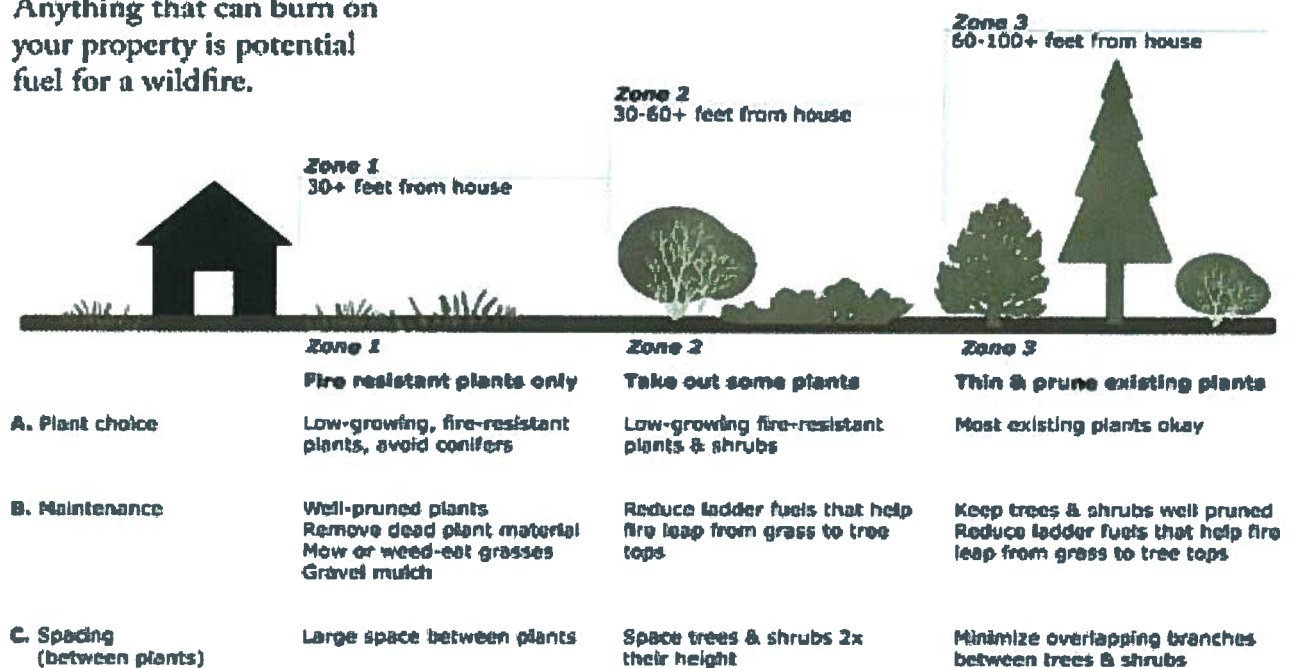 Anything that can burn on
your property is potential
fuel for a wildfire.
Zone 1
30+ feet from house
Zone 2
30-60+ feet from house
Zone 3
60-100+ feet from house
Zone 1
Zone 2
Zone 3
Fire resistant plants only
Take out some plants
Thin & prune existing plants
A. Plant choice
Low-growing, fire-resistant
plants, avoid conifers
Low-growing fire-resistant
plants & shrubs
Most existing plants okay
B. Maintenance
Well-pruned plants
Remove dead plant material
Mow or weed-eat grasses
Gravel mulch
Reduce ladder fuels that help
fire leap from grass to tree
tops
Keep trees & shrubs well pruned
Reduce ladder fuels that help fire
leap from grass to tree tops
C. Spacing
(between plants)
Large space between plants
Space trees & shrubs 2x
their height
Minimize overlapping branches
between trees & shrubs